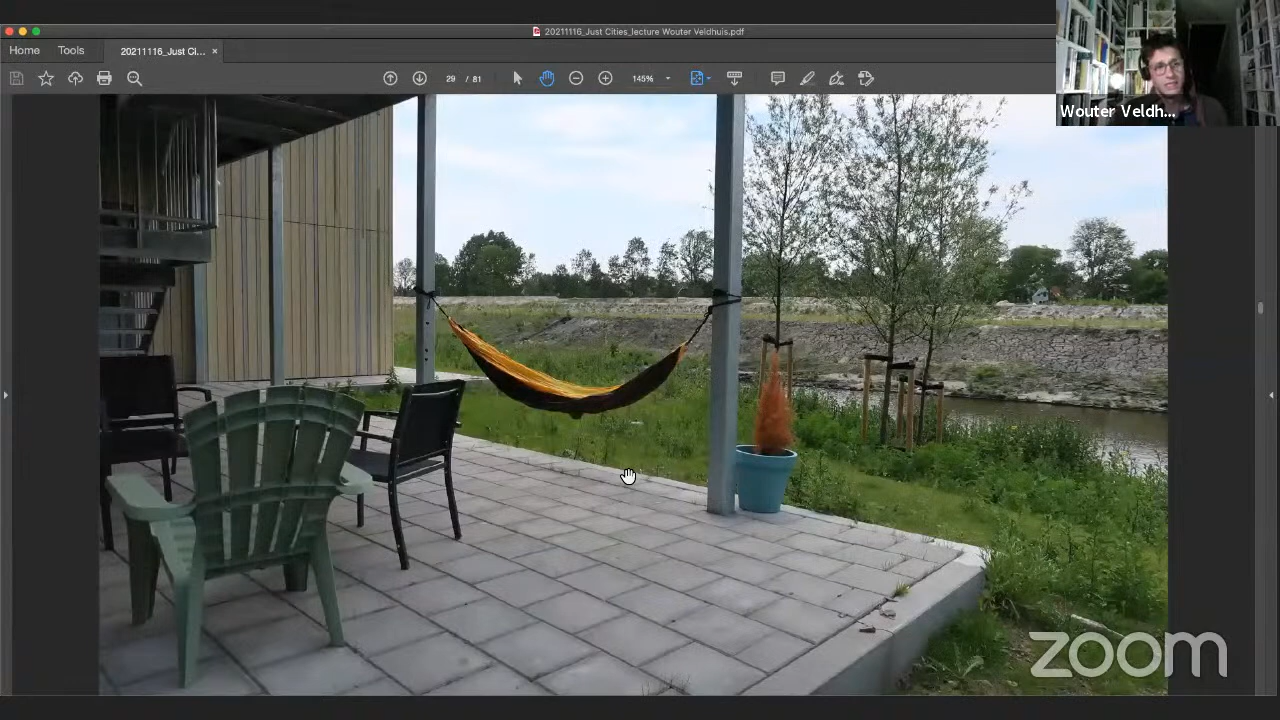 20211116_Just Cities_lecture Wouter Veldhuis.pdf
Home
Tools
20211116_Just Ci...
×
29 / 81
145%
Wouter Veldh...
zoom